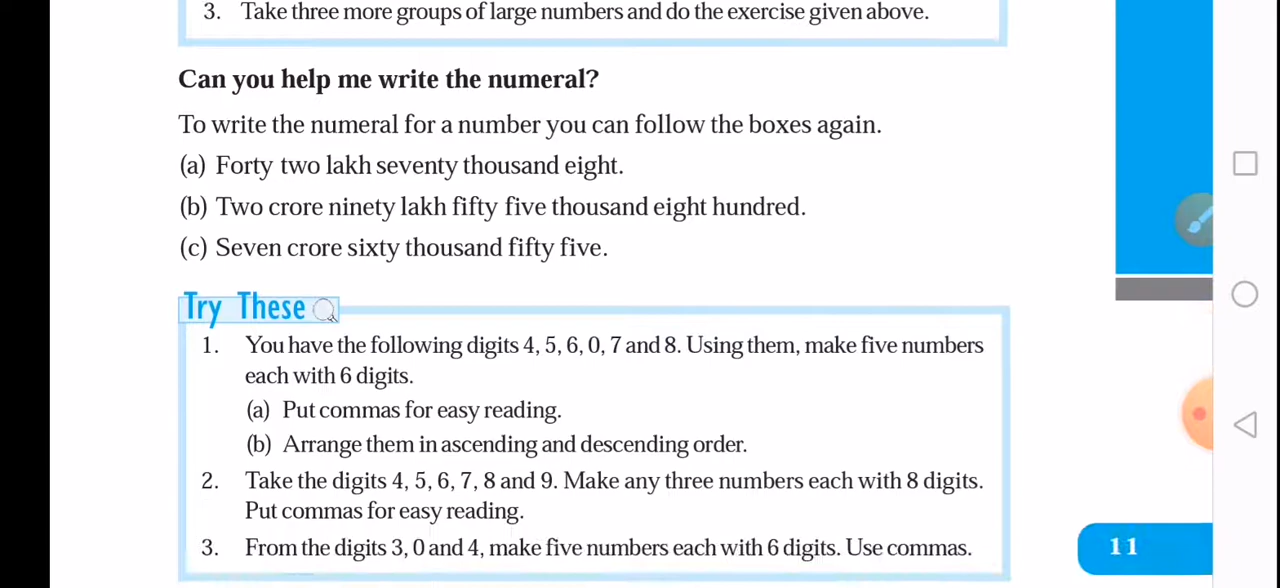 3. Take three more groups of large numbers and do the exercise given above.
Can you help me write the numeral?
To write the numeral for a number you can follow the boxes again.
(a) Forty two lakh seventy thousand eight.
(b) Two crore ninety lakh fifty five thousand eight hundred.
(c) Seven crore sixty thousand fifty five.
Try These
1. You have the following digits 4, 5, 6, 0, 7 and 8. Using them, make five numbers
each with 6 digits.
(a) Put commas for easy reading.
(b) Arrange them in ascending and descending order.
2. Take the digits 4, 5, 6, 7, 8 and 9. Make any three numbers each with 8 digits.
Put commas for easy reading.
3. From the digits 3, 0 and 4, make five numbers each with 6 digits. Use commas.
11